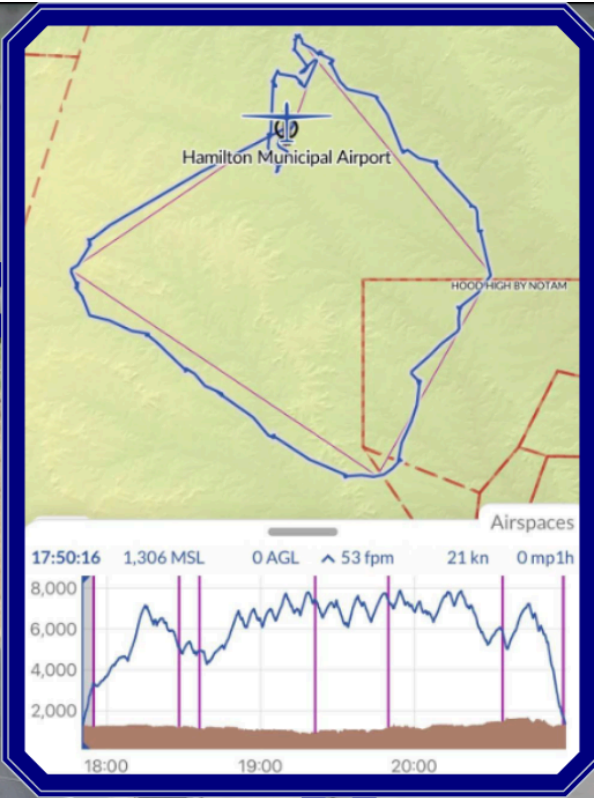 Hamilton Municipal Airport
HOOD HIGH BY NOTAM
Airspaces
17:50:16 1,306 MSL 0 AGL 53 fpm 21 kn 0 mp1h
8,000
6,000
4,000
2,000
18:00 19:00 20:00